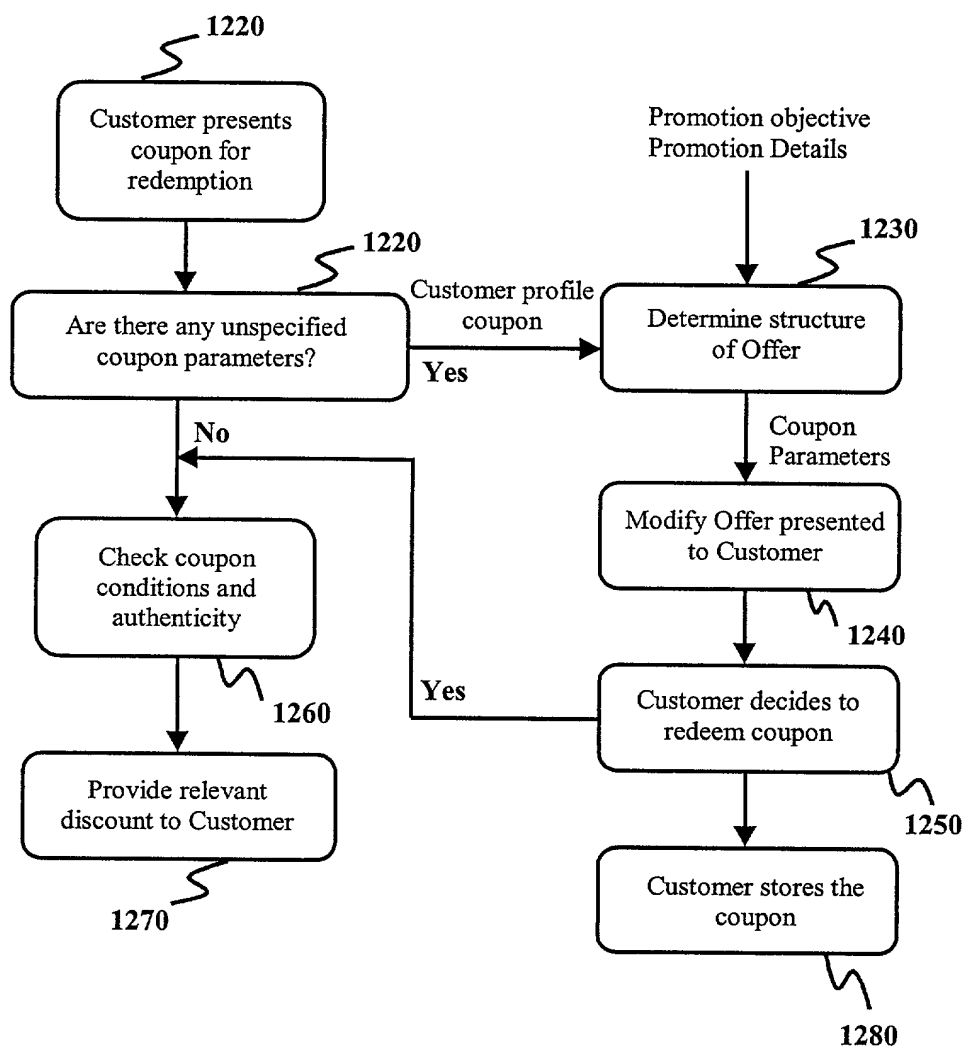 1220
Customer presents
coupon for
redemption
Promotion objective
Promotion Details
1220
1230
Are there any unspecified
coupon parameters?
Customer profile
coupon
Yes
Determine structure
of Offer
No
Coupon
Parameters
Check coupon
conditions and
authenticity
Modify Offer presented
to Customer
1240
1260
Yes
Customer decides to
redeem coupon
1250
Provide relevant
discount to Customer
1270
Customer stores the
coupon
1280